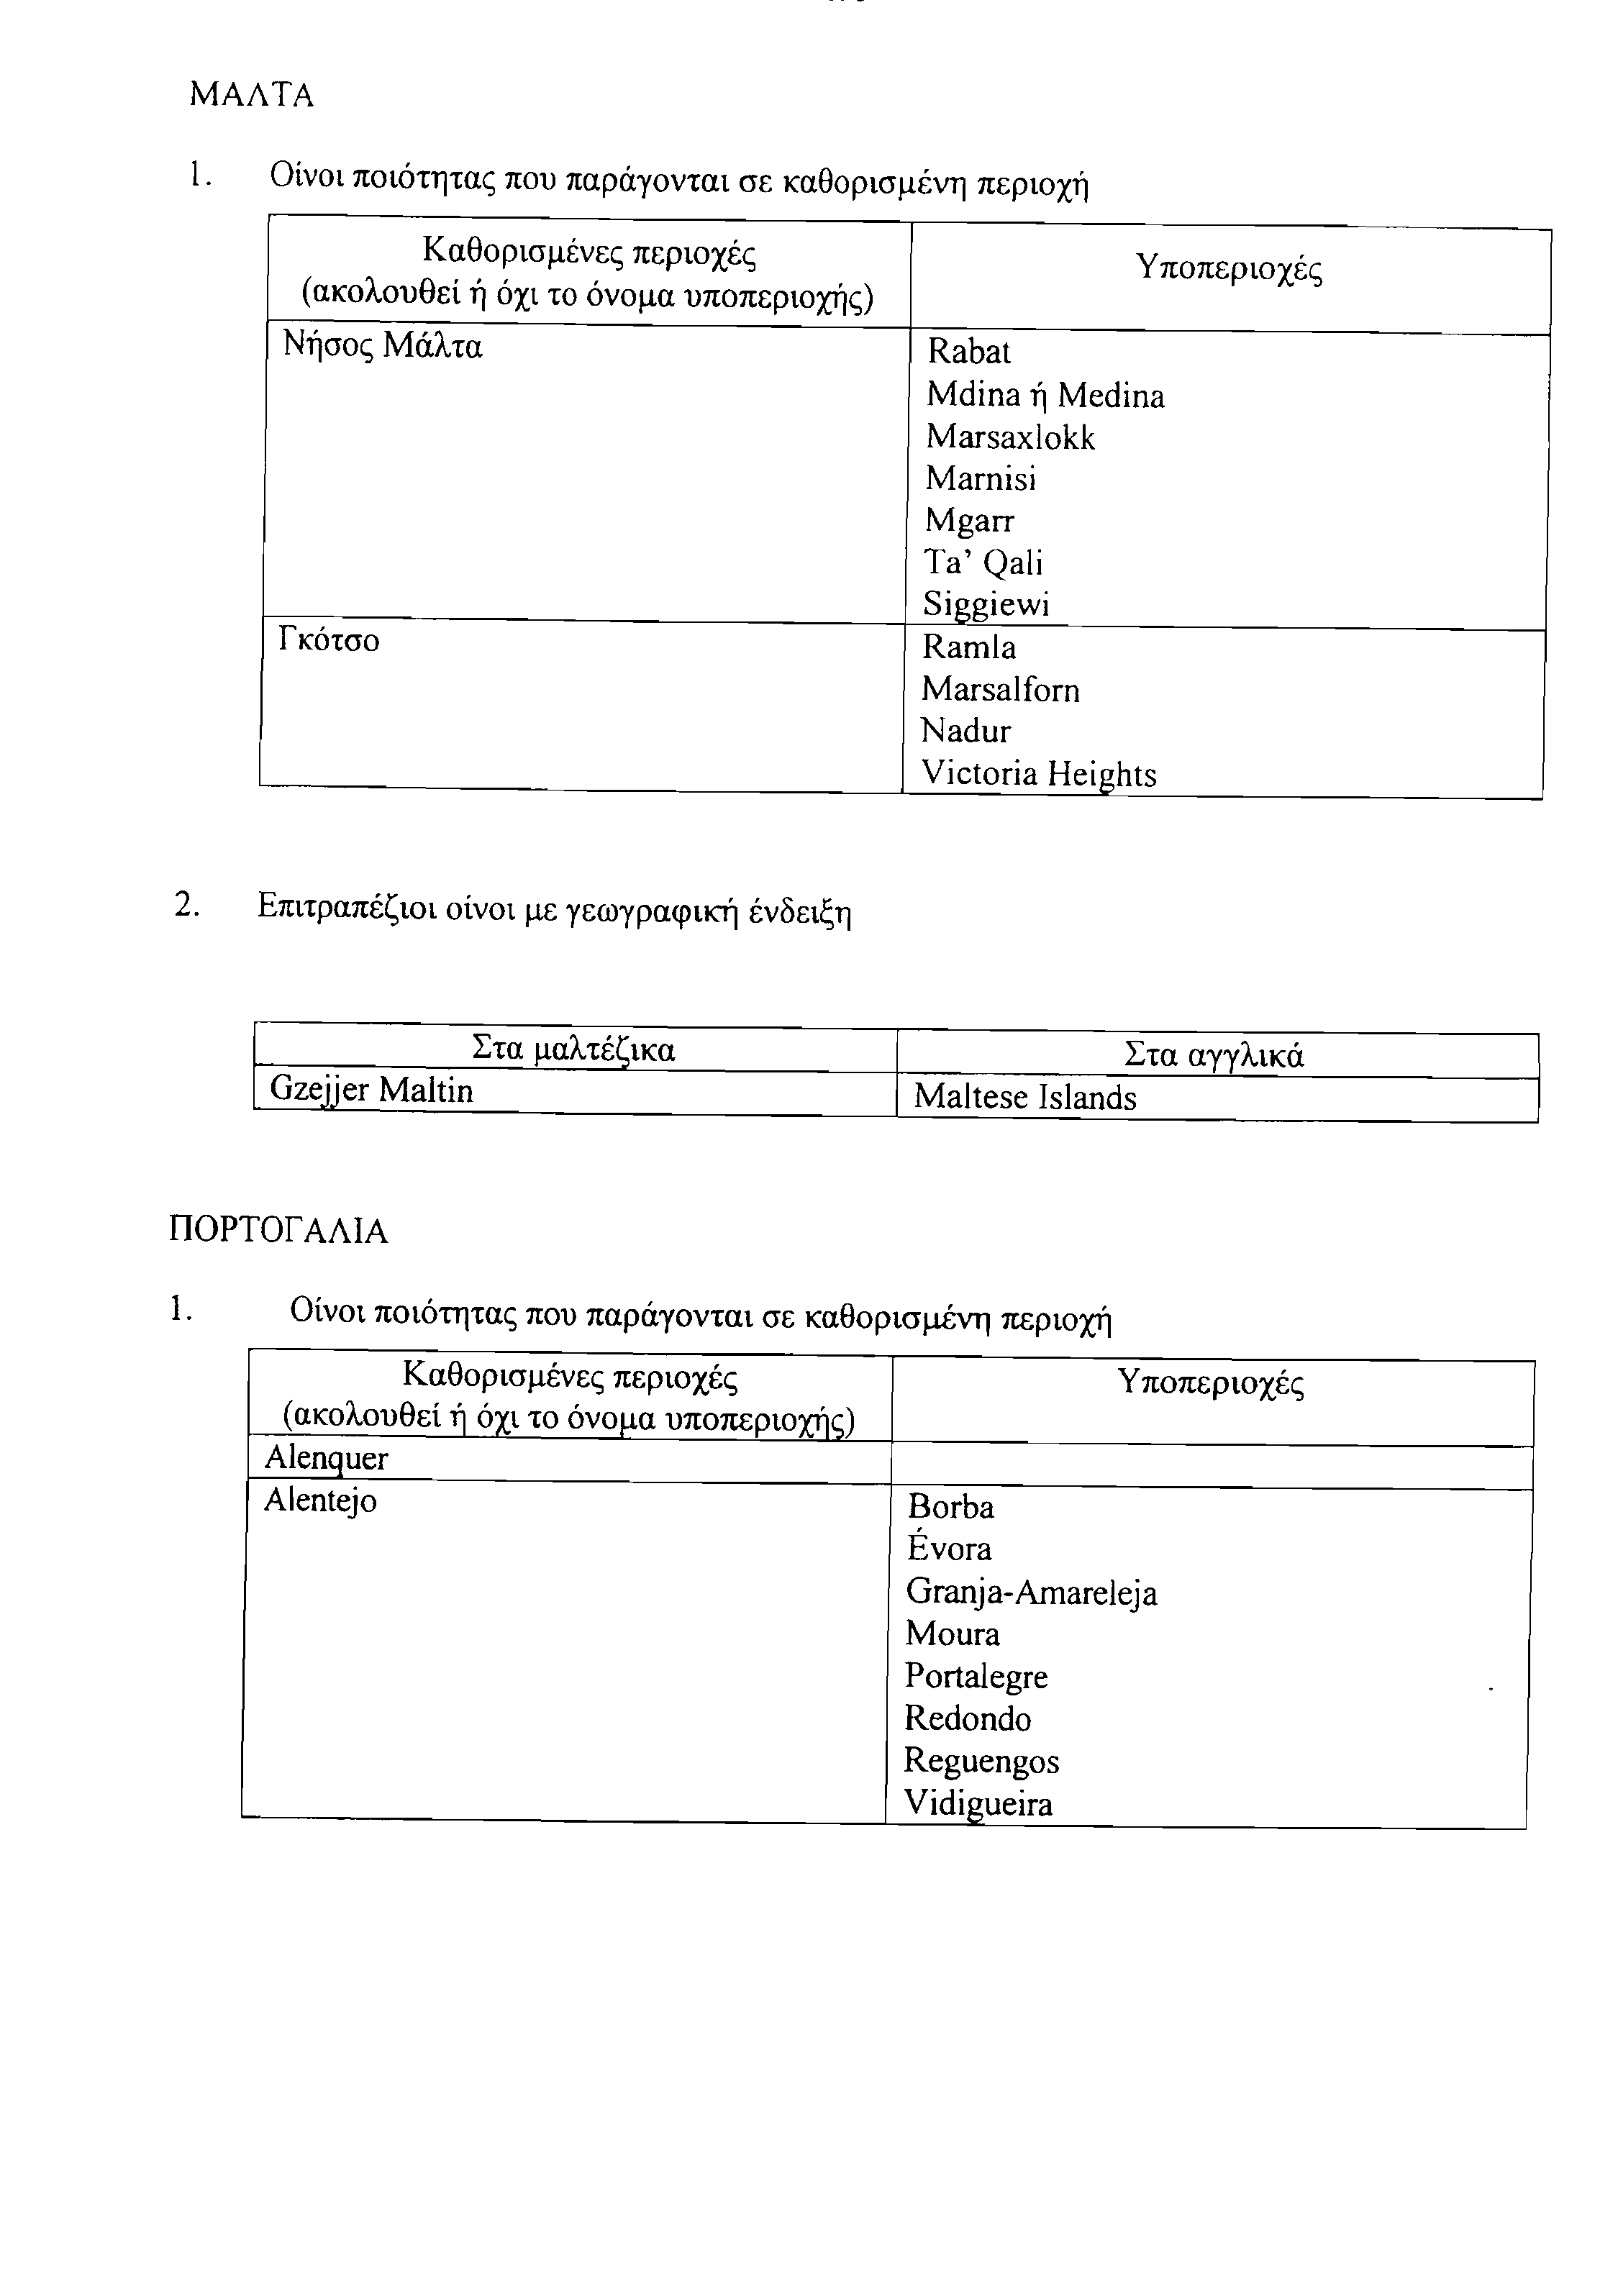 ΜΑΛΤΑ
1. Οίνοι ποιότητας που παράγονται σε καθορισμένη περιοχή
Καθορισμένες περιοχές
(ακολουθεί ή όχι το όνομα υποπεριοχής)
Υποπεριοχές
Νήσος Μάλτα
Rabat
Mdina ή Medina
Marsaxlokk
Marnisi
Mgarr
Ta’ Qali
Siggiewi
Γκότσο
Ramla
Marsalforn
Nadur
Victoria Heights
2. Επιτραπέζιοι οίνοι με γεωγραφική ένδειξη
Στα μαλτέζικα
Στα αγγλικά
Gzejjer Maltin
Maltese Islands
ΠΟΡΤΟΓΑΛΙΑ
1. Οίνοι ποιότητας που παράγονται σε καθορισμένη περιοχή
Καθορισμένες περιοχές
(ακολουθεί ή όχι το όνομα υποπεριοχής)
Υποπεριοχές
Alenquer
Alentejo
Borba
Évora
Granja-Amareleja
Moura
Portalegre
Redondo
Reguengos
Vidigueira